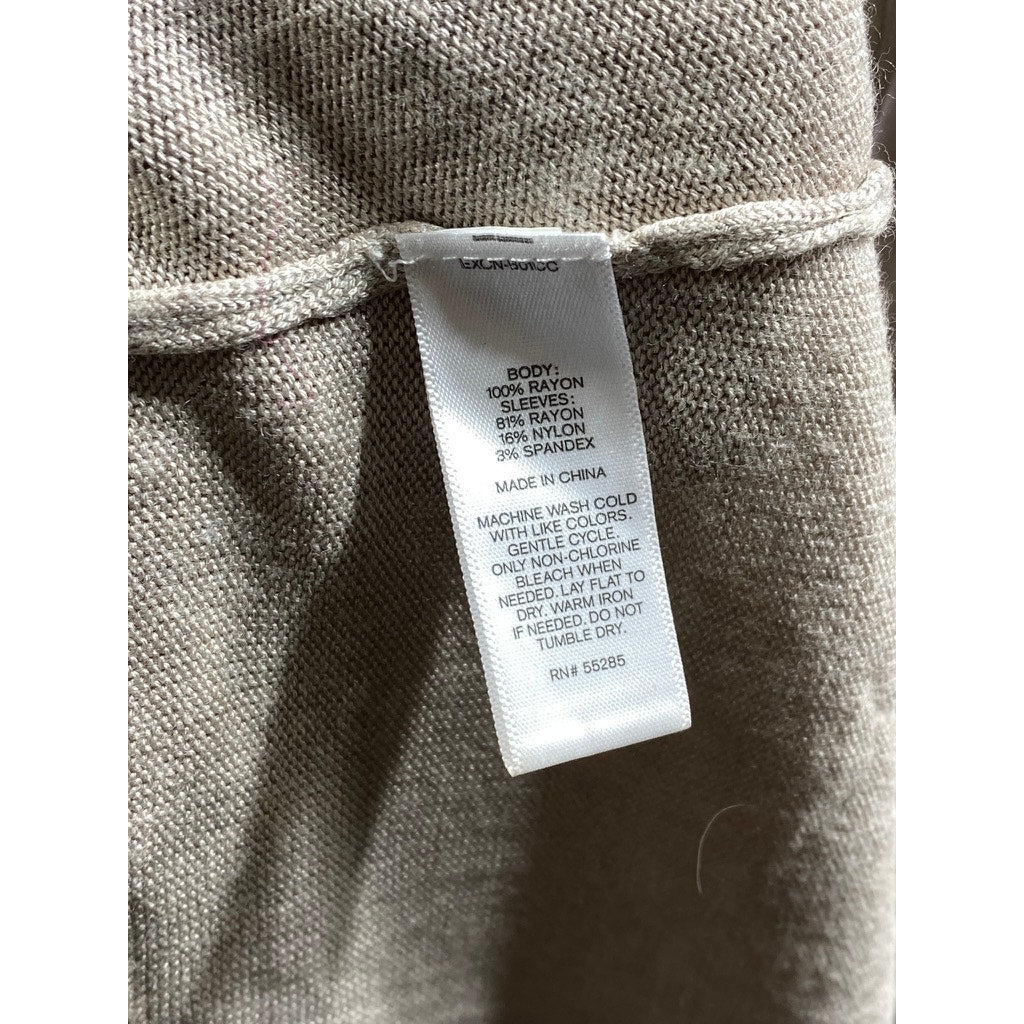 BODY:
100% RAYON
SLEEVES:
81% RAYON
16% NYLON
3% SPANDEX
MADE IN CHINA
MACHINE WASH COLD
WITH LIKE COLORS.
GENTLE CYCLE.
ONLY NON-CHLORINE
BLEACH WHEN
NEEDED. LAY FLAT TO
DRY. WARM IRON
IF NEEDED. DO NOT
TUMBLE DRY.
RN# 55285